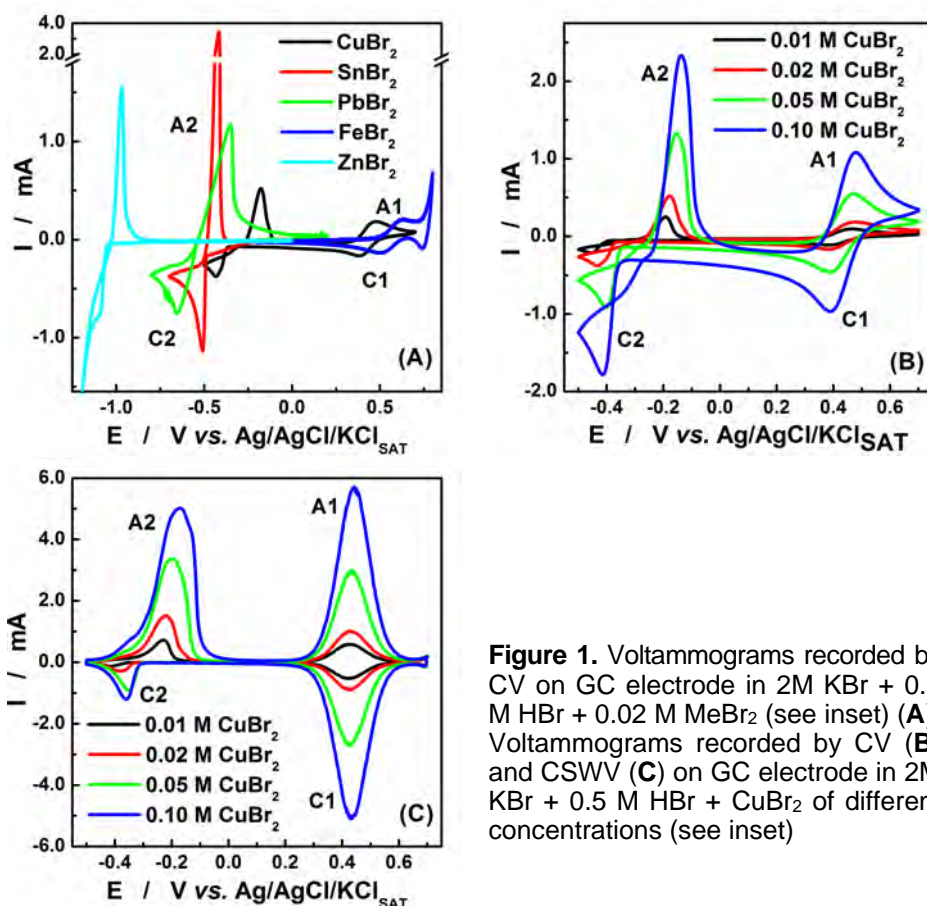 4.0
2.0
1.0
0.0
-1.0
I / mA
CuBr2
SnBr2
PbBr2
FeBr2
ZnBr2
A2
A1
C1
C2
(A)
-1.0 -0.5 0.0 0.5
E / V vs. Ag/AgCl/KClSAT
2.0
1.0
0.0
-1.0
-2.0
I / mA
0.01 M CuBr2
0.02 M CuBr2
0.05 M CuBr2
0.10 M CuBr2
A2
A1
C2
C1
(B)
-0.4 -0.2 0.0 0.2 0.4 0.6
E / V vs. Ag/AgCl/KClSAT
6.0
4.0
2.0
0.0
-2.0
-4.0
-6.0
I / mA
A2
A1
C2
C1
0.01 M CuBr2
0.02 M CuBr2
0.05 M CuBr2
0.10 M CuBr2
(C)
-0.4 -0.2 0.0 0.2 0.4 0.6
E / V vs. Ag/AgCl/KClSAT
Figure 1. Voltammograms recorded b
CV on GC electrode in 2M KBr + 0.
M HBr + 0.02 M MeBr2 (see inset) (A
Voltammograms recorded by CV (B
and CSWV (C) on GC electrode in 2M
KBr + 0.5 M HBr + CuBr2 of differen
concentrations (see inset)